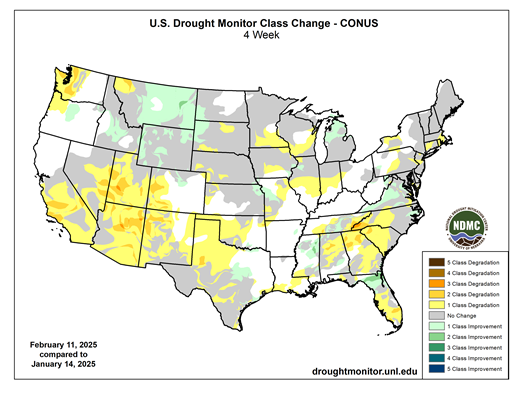 U.S. Drought Monitor Class Change - CONUS
4 Week
NDMC
5 Class Degradation
4 Class Degradation
3 Class Degradation
2 Class Degradation
1 Class Degradation
No Change
1 Class Improvement
2 Class Improvement
3 Class Improvement
4 Class Improvement
5 Class Improvement
February 11, 2025
compared to
January 14, 2025
droughtmonitor.unl.edu